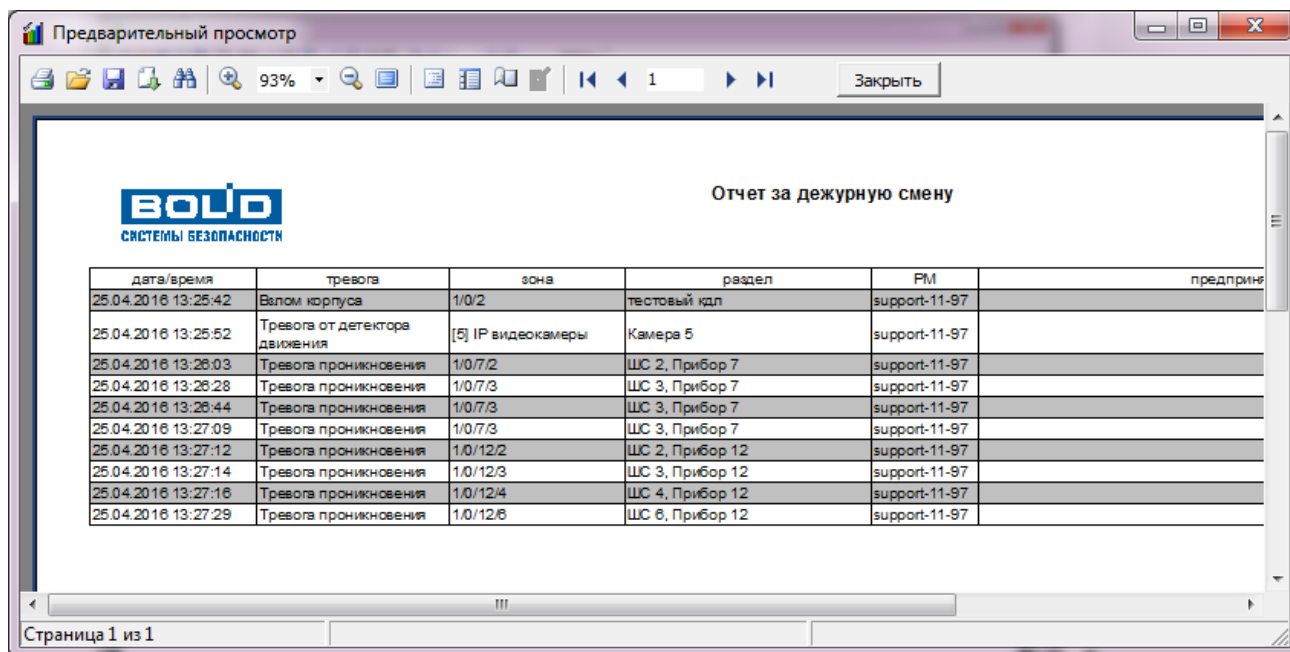 Предварительный просмотр
93% 1 Закрыть
Отчет за дежурную смену
BOLID
СИСТЕМЫ БЕЗОПАСНОСТИ
дата/время тревога зона раздел РМ предприня
25.04.2016 13:25:42 Взлом корпуса 1/0/2 тестовый кдл support-11-97
25.04.2016 13:25:52 Тревога от детектора движения [5] IP видеокамеры Камера 5 support-11-97
25.04.2016 13:26:03 Тревога проникновения 1/0/7/2 ШС 2, Прибор 7 support-11-97
25.04.2016 13:26:28 Тревога проникновения 1/0/7/3 ШС 3, Прибор 7 support-11-97
25.04.2016 13:26:44 Тревога проникновения 1/0/7/3 ШС 3, Прибор 7 support-11-97
25.04.2016 13:27:09 Тревога проникновения 1/0/7/3 ШС 3, Прибор 7 support-11-97
25.04.2016 13:27:12 Тревога проникновения 1/0/12/2 ШС 2, Прибор 12 support-11-97
25.04.2016 13:27:14 Тревога проникновения 1/0/12/3 ШС 3, Прибор 12 support-11-97
25.04.2016 13:27:16 Тревога проникновения 1/0/12/4 ШС 4, Прибор 12 support-11-97
25.04.2016 13:27:29 Тревога проникновения 1/0/12/6 ШС 6, Прибор 12 support-11-97
Страница 1 из 1